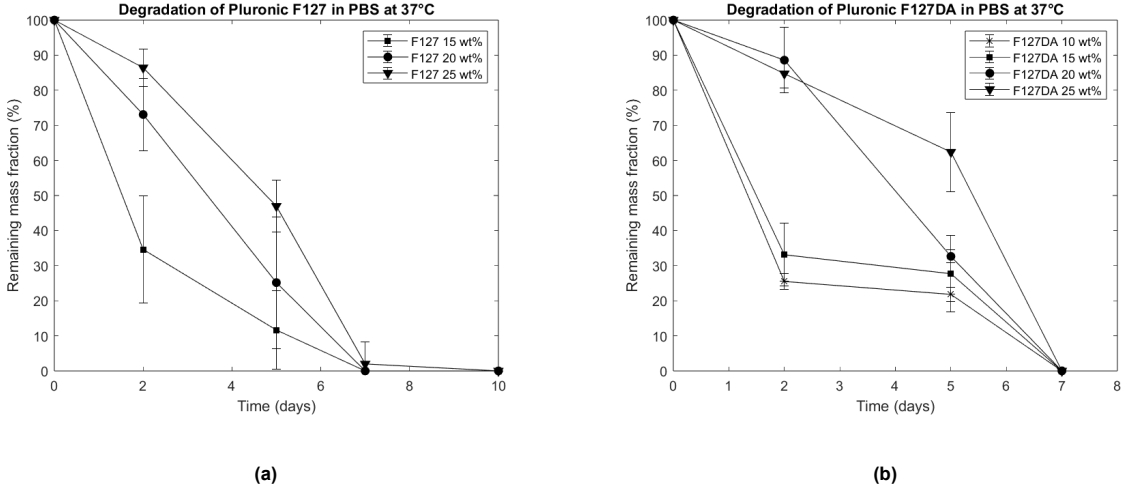 Degradation of Pluronic F127 in PBS at 37°C
100
90
80
70
60
50
40
30
20
10
0
Remaining mass fraction (%)
F127 15 wt%
F127 20 wt%
F127 25 wt%
0 2 4 6 8 10
Time (days)
(a)
Degradation of Pluronic F127DA in PBS at 37°C
100
90
80
70
60
50
40
30
20
10
0
Remaining mass fraction (%)
F127DA 10 wt%
F127DA 15 wt%
F127DA 20 wt%
F127DA 25 wt%
0 1 2 3 4 5 6 7 8
Time (days)
(b)